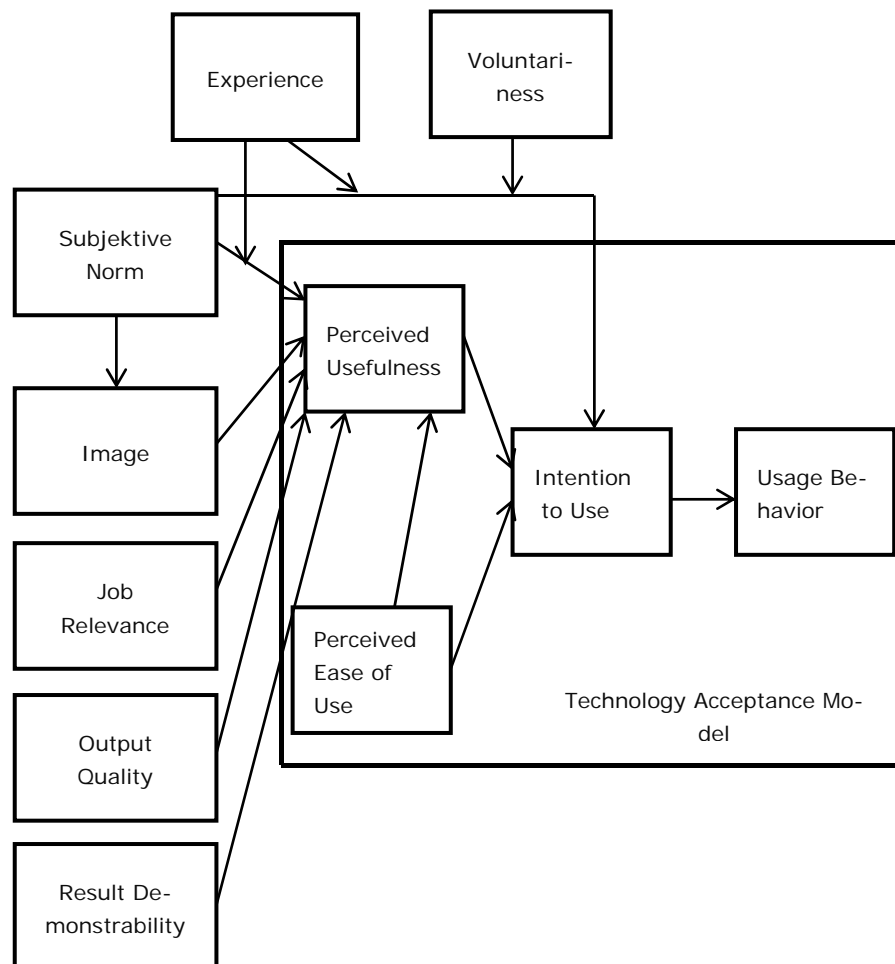 Experience
Voluntari-
ness
Subjektive
Norm
Perceived
Usefulness
Image
Intention
to Use
Usage Be-
havior
Job
Relevance
Perceived
Ease of
Use
Technology Acceptance Mo-
del
Output
Quality
Result De-
monstrability